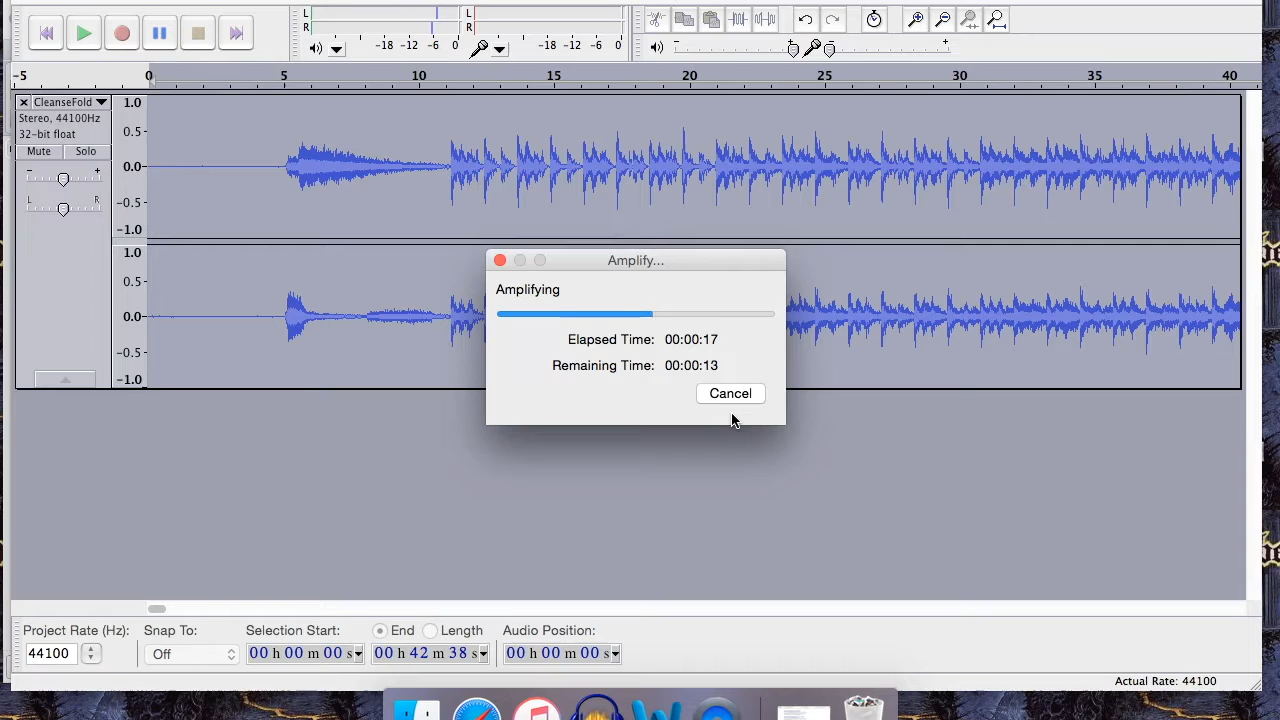 L
R
-18 -12 -6 0
L
R
-18 -12 -6 0
- +
-5 0 5 10 15 20 25 30 35 40
CleanseFold
Stereo, 44100Hz
32-bit float
Mute Solo
- +
L R
1.0
0.5-
0.0-
-0.5-
-1.0
1.0
0.5-
0.0-
-0.5-
-1.0
Amplify...
Amplifying
Elapsed Time: 00:00:17
Remaining Time: 00:00:13
Cancel
Project Rate (Hz): Snap To: Selection Start: End Length Audio Position:
44100 Off 00 h 00 m 00 s 00 h 42 m 38 s 00 h 00 m 00 s
Actual Rate: 44100